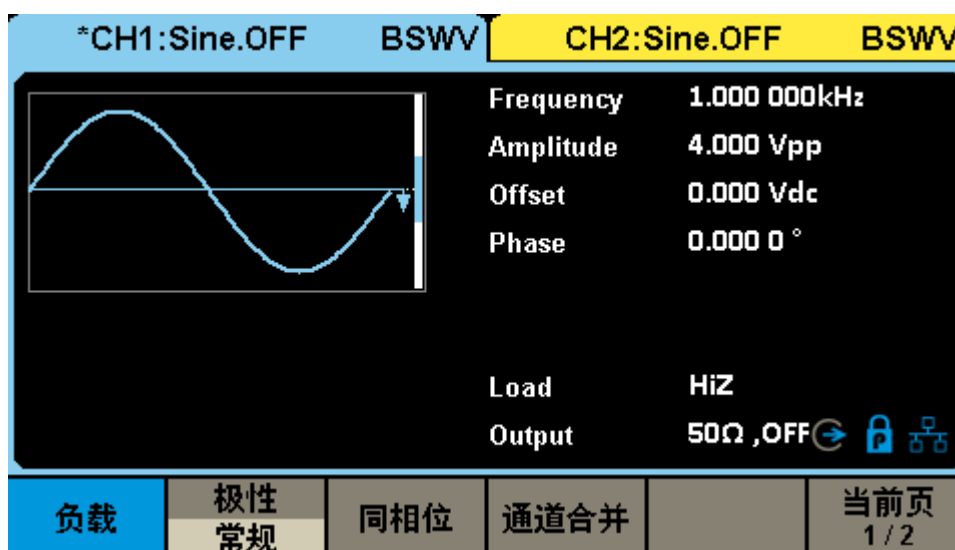 *CH1:Sine.OFF BSWV CH2:Sine.OFF BSWV
Frequency 1.000 000kHz
Amplitude 4.000 Vpp
Offset 0.000 Vdc
Phase 0.000 0 °
Load HiZ
Output 50Ω ,OFF P
负载 极性 同相位 通道合并 当前页
常规 1 / 2